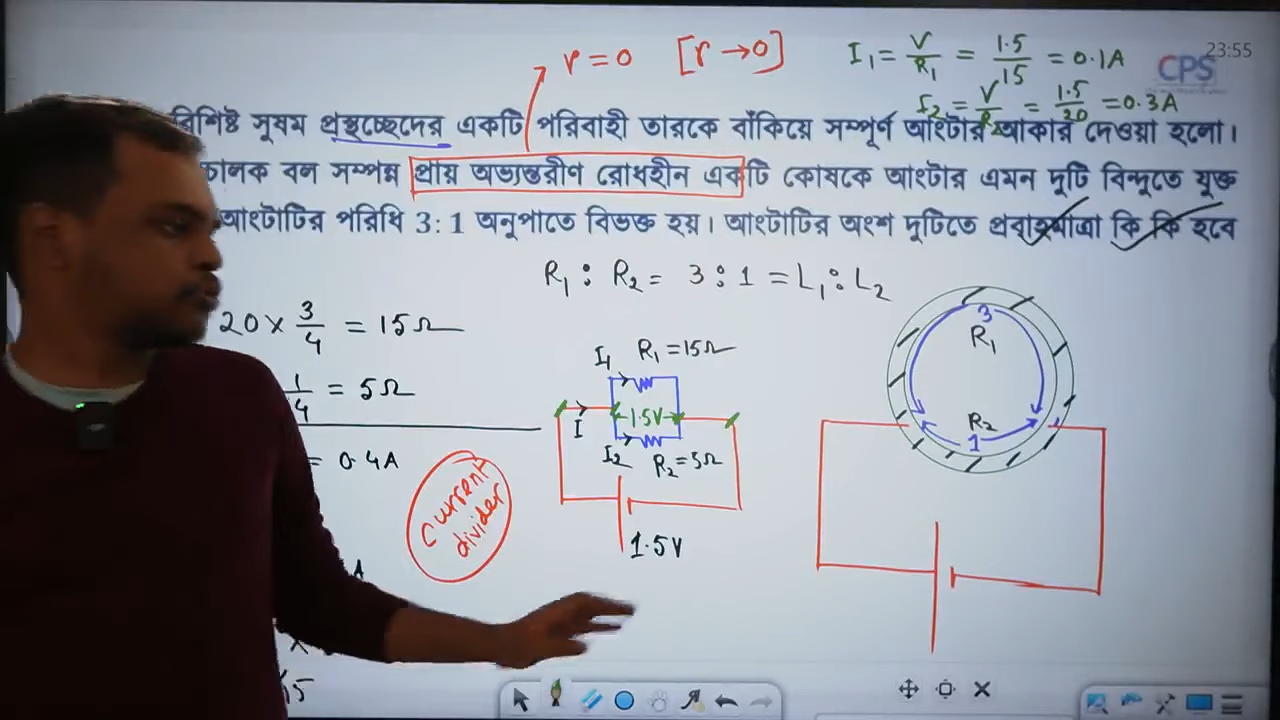 r = 0 [r → 0]
I₁ = V/R₁ = 1.5/15 = 0.1A
CPS
23:55
I₂ = V/R = 1.5/20 = 0.3A
বিশিষ্ট সুষম প্রস্থচ্ছেদের একটি পরিবাহী তারকে বাঁকিয়ে সম্পূর্ণ আংটার আকার দেওয়া হলো।
চালক বল সম্পন্ন প্রায় অভ্যন্তরীণ রোধহীন একটি কোষকে আংটার এমন দুটি বিন্দুতে যুক্ত
আংটাটির পরিধি 3: 1 অনুপাতে বিভক্ত হয়। আংটাটির অংশ দুটিতে প্রবাহমাত্রা কি কি হবে
R₁ : R₂ = 3 : 1 = L₁ : L₂
20 × 3/4 = 15Ω
1/4 = 5Ω
= 0.4A
A
5
current
divider
I₁ R₁ = 15Ω
1.5V
I
I₂ R₂ = 5Ω
1.5V
3
R₁
R₂
1